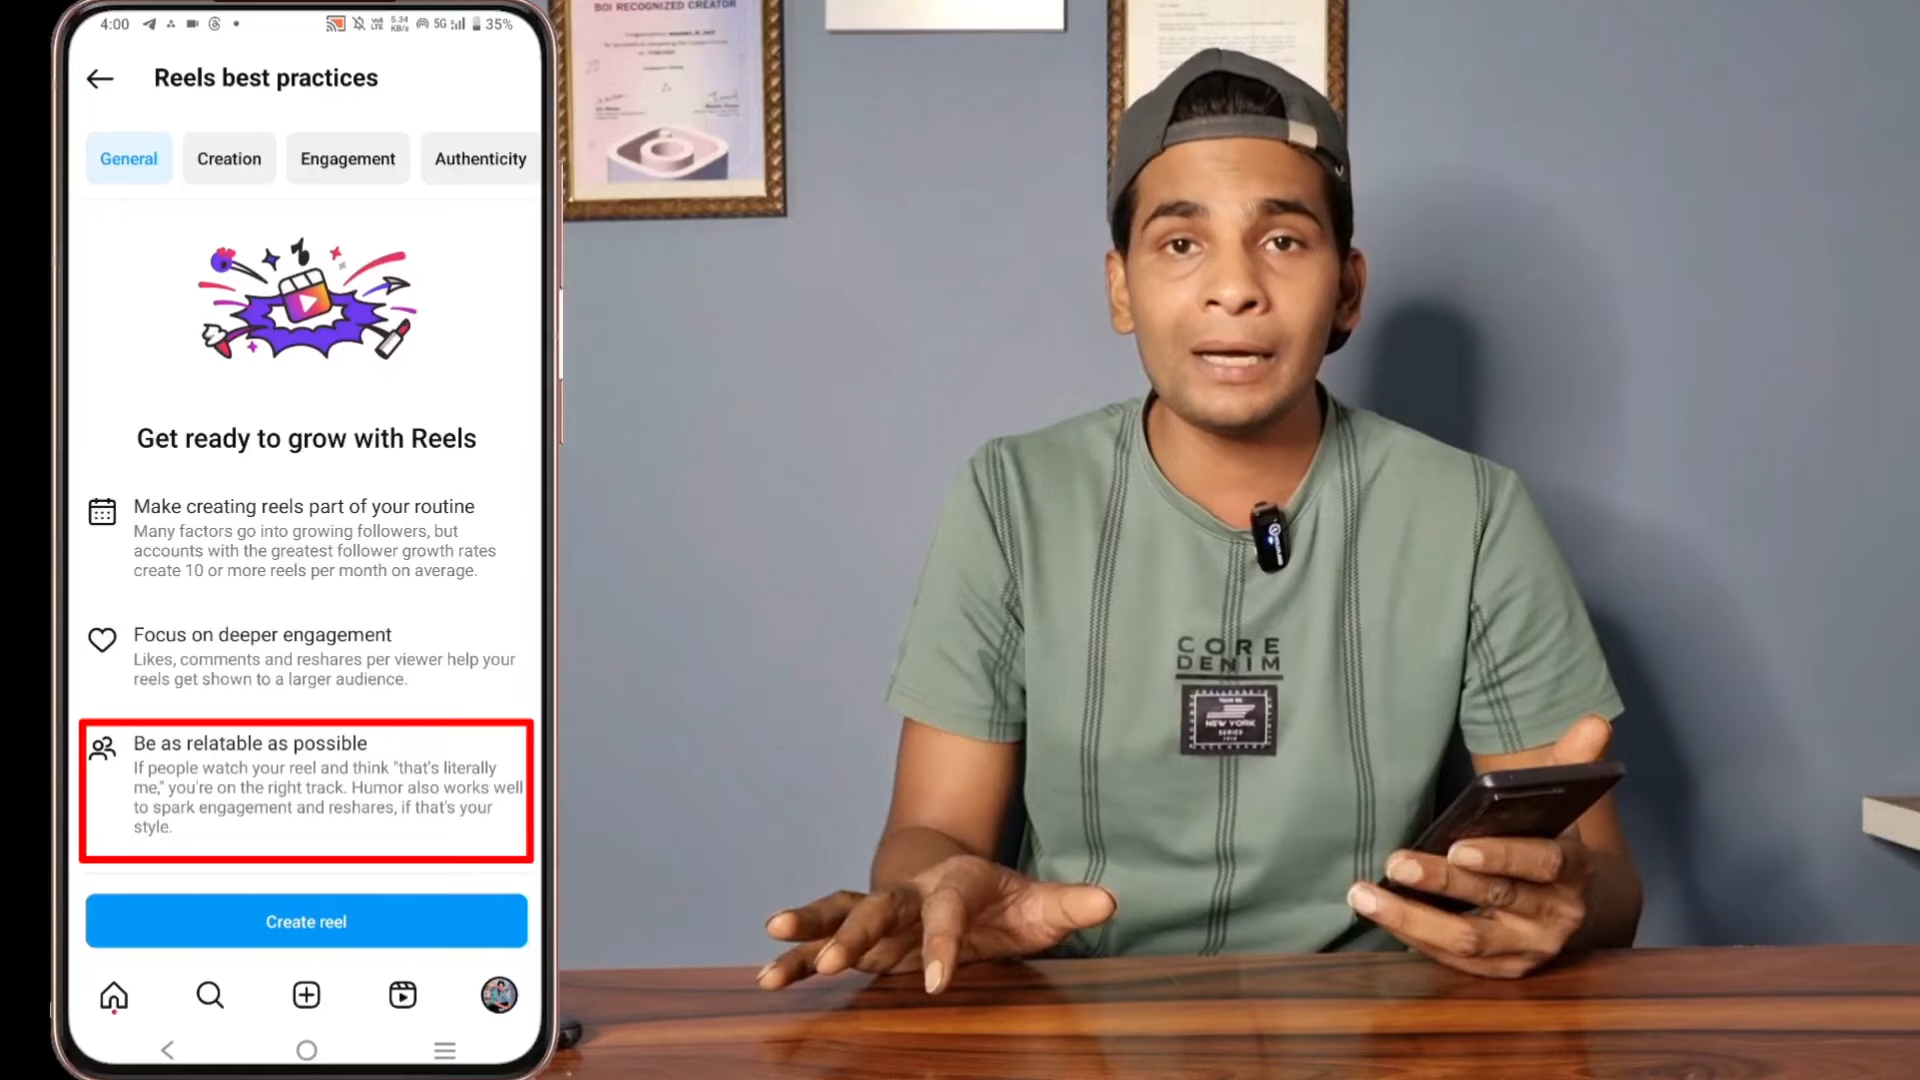 4:00
5.34
KB/s
5G
35%
Reels best practices
General
Creation
Engagement
Authenticity
Get ready to grow with Reels
Make creating reels part of your routine
Many factors go into growing followers, but
accounts with the greatest follower growth rates
create 10 or more reels per month on average.
Focus on deeper engagement
Likes, comments and reshares per viewer help your
reels get shown to a larger audience.
Be as relatable as possible
If people watch your reel and think "that's literally
me," you're on the right track. Humor also works well
to spark engagement and reshares, if that's your
style.
Create reel
BOI RECOGNIZED CREATOR
CORE
DENIM
NEW YORK
SERIES